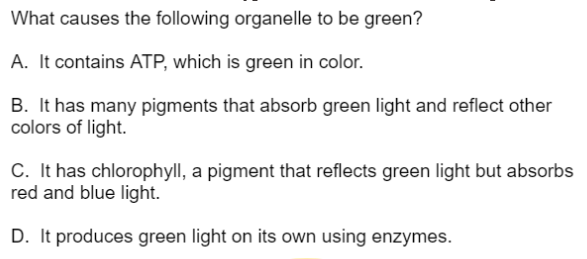 What causes the following organelle to be green?
A. It contains ATP, which is green in color.
B. It has many pigments that absorb green light and reflect other
colors of light.
C. It has chlorophyll, a pigment that reflects green light but absorbs
red and blue light.
D. It produces green light on its own using enzymes.